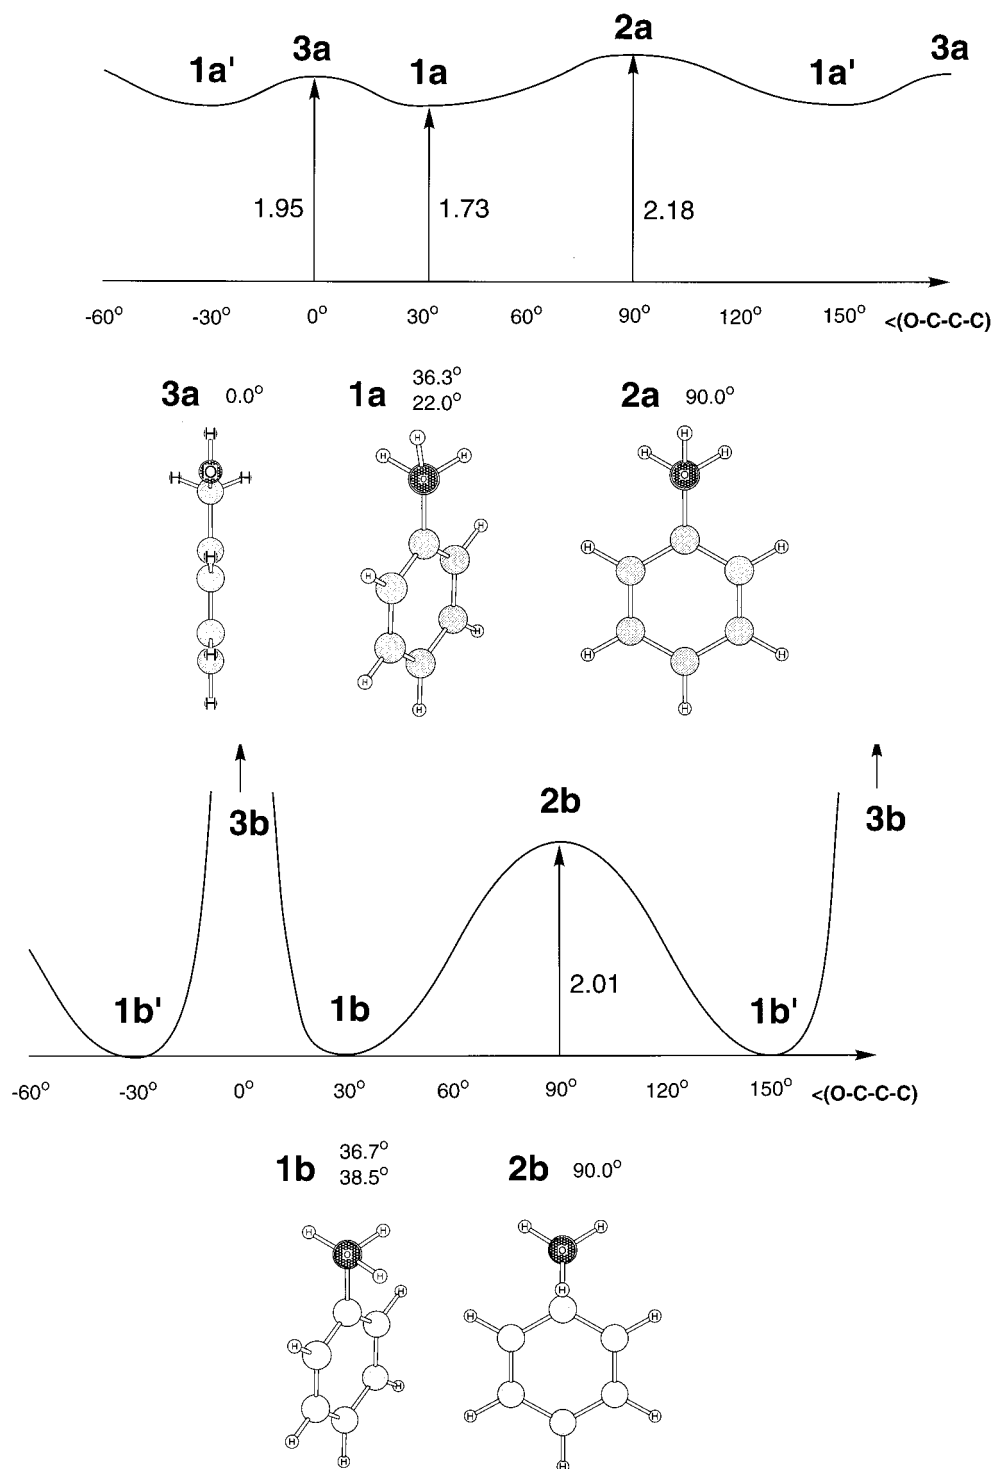 1a' 3a 1a 2a 1a' 3a
1.95 1.73 2.18
-60° -30° 0° 30° 60° 90° 120° 150° <(O-C-C-C)
3a 0.0° 1a 36.3° 2a 90.0°
22.0°
H H H H
H H H H H H
O O O
H H H
H H
H H H
H H H
H H H
3b 2b 3b
2.01
1b' 1b 1b'
-60° -30° 0° 30° 60° 90° 120° 150° <(O-C-C-C)
1b 36.7° 2b 90.0°
38.5°
H H H H
O O
H H
H H H
H
H H H
H
H H